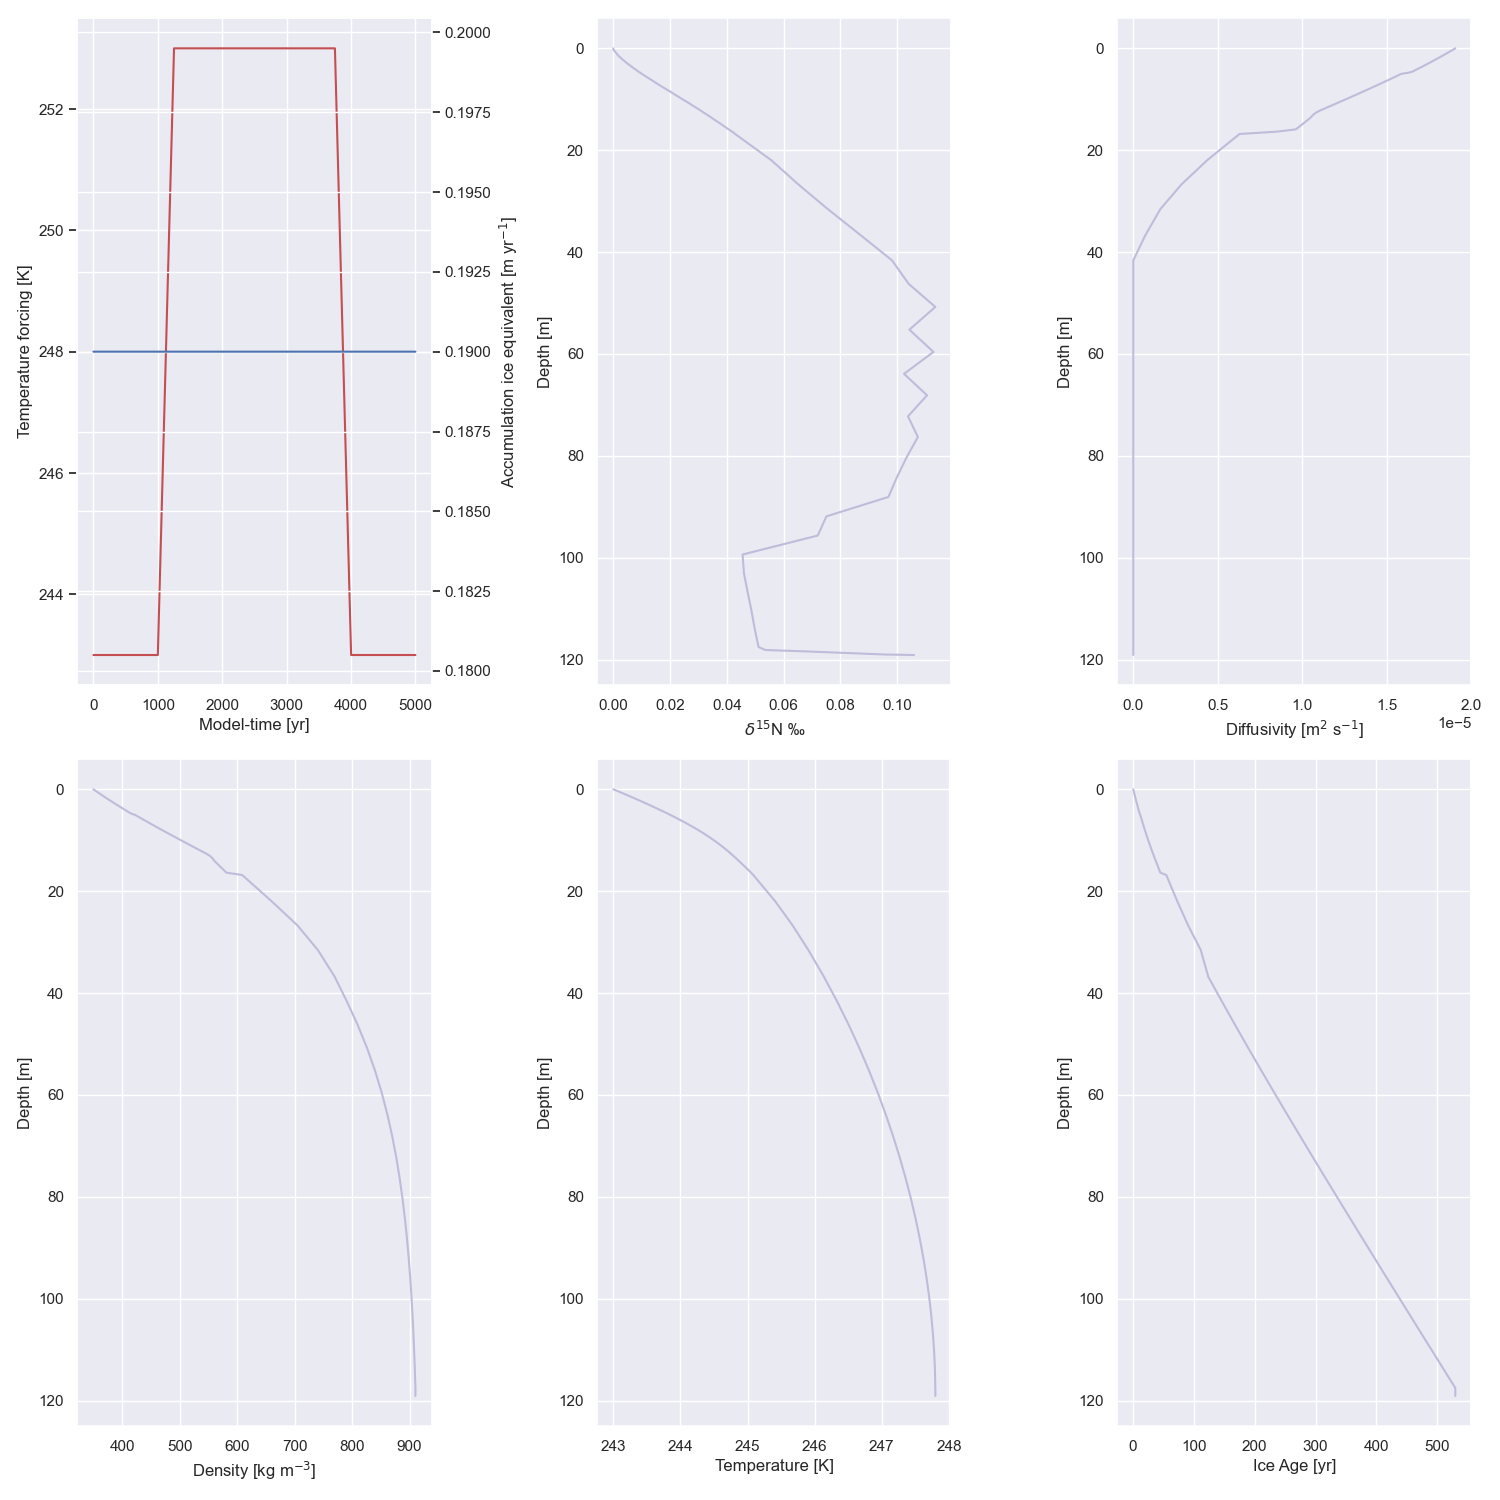 Temperature forcing [K]
252
250
248
246
244
0.2000
0.1975
0.1950
0.1925
0.1900
0.1875
0.1850
0.1825
0.1800
Accumulation ice equivalent [m yr⁻¹]
0 1000 2000 3000 4000 5000
Model-time [yr]
Depth [m]
0
20
40
60
80
100
120
0.00 0.02 0.04 0.06 0.08 0.10
δ¹⁵N ‰
Depth [m]
0
20
40
60
80
100
120
0.0 0.5 1.0 1.5 2.0
1e−5
Diffusivity [m² s⁻¹]
Depth [m]
0
20
40
60
80
100
120
400 500 600 700 800 900
Density [kg m⁻³]
Depth [m]
0
20
40
60
80
100
120
243 244 245 246 247 248
Temperature [K]
Depth [m]
0
20
40
60
80
100
120
0 100 200 300 400 500
Ice Age [yr]